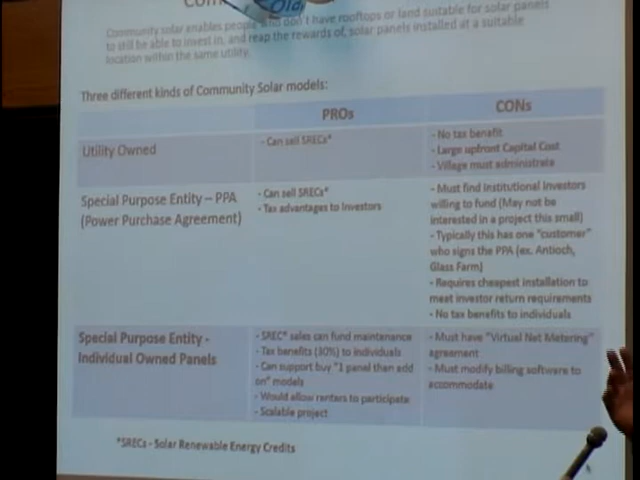 Com
Old
Community solar enables people who don't have rooftops or land suitable for solar panels
to still be able to invest in, and reap the rewards of, solar panels installed at a suitable
location within the same utility.
Three different kinds of Community Solar models:
PROs CONs
Utility Owned
- Can sell SRECs*
- No tax benefit
- Large upfront Capital Cost
- Village must administrate
Special Purpose Entity – PPA
(Power Purchase Agreement)
- Can sell SRECs*
- Tax advantages to Investors
- Must find Institutional Investors
willing to fund (May not be
interested in a project this small)
- Typically this has one "customer"
who signs the PPA (ex. Antioch,
Glass Farm)
- Requires cheapest installation to
meet investor return requirements
- No tax benefits to individuals
Special Purpose Entity -
Individual Owned Panels
- SREC* sales can fund maintenance
- Tax benefits (30%) to individuals
- Can support buy "1 panel then add
on" models
- Would allow renters to participate
- Scalable project
- Must have "Virtual Net Metering"
agreement
- Must modify billing software to
accommodate
*SRECs - Solar Renewable Energy Credits